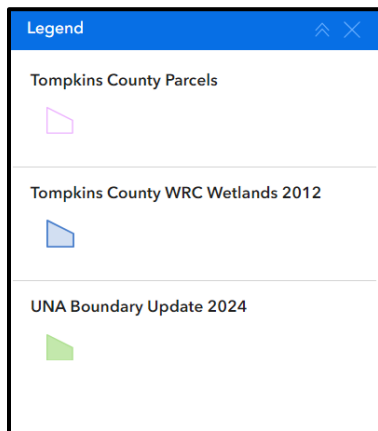 Legend
Tompkins County Parcels
Tompkins County WRC Wetlands 2012
UNA Boundary Update 2024